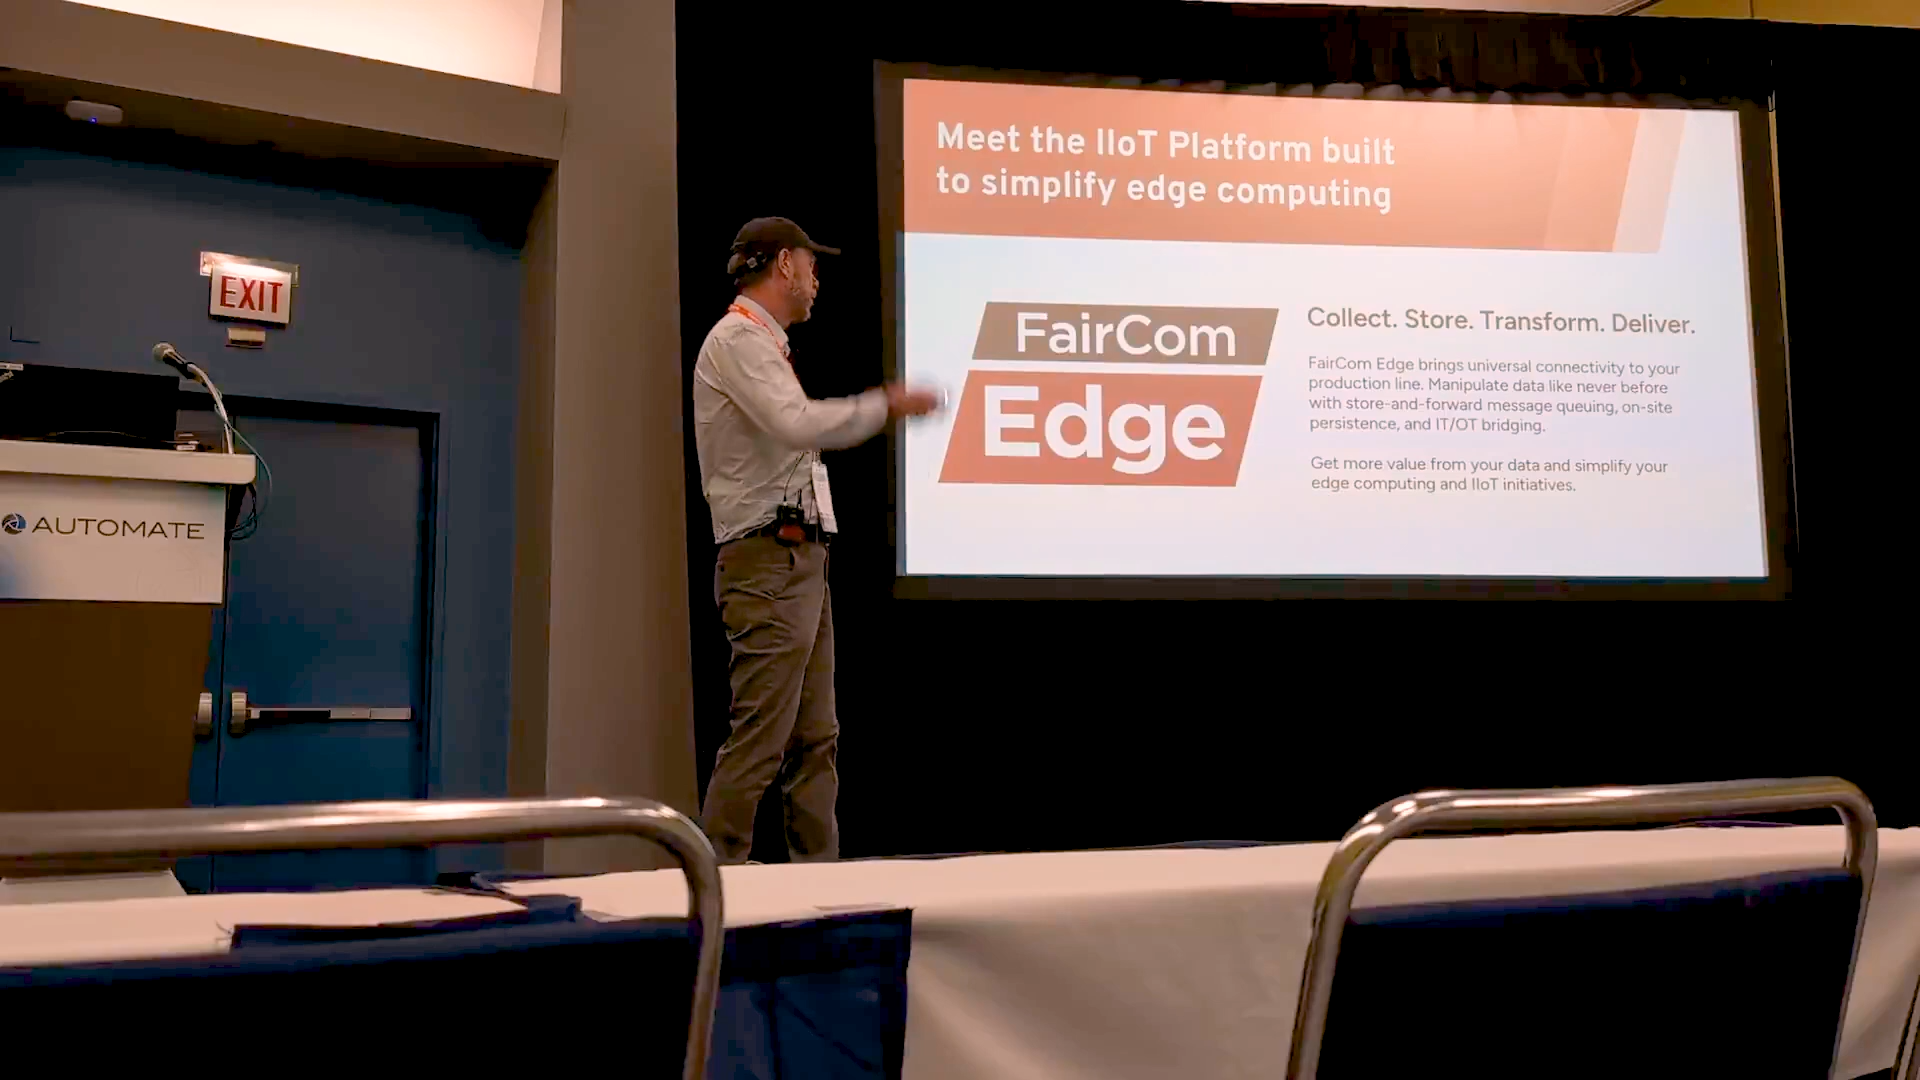 Meet the IIoT Platform built
to simplify edge computing
EXIT
FairCom
Edge
Collect. Store. Transform. Deliver.
FairCom Edge brings universal connectivity to your
production line. Manipulate data like never before
with store-and-forward message queuing, on-site
persistence, and IT/OT bridging.
Get more value from your data and simplify your
edge computing and IIoT initiatives.
AUTOMATE